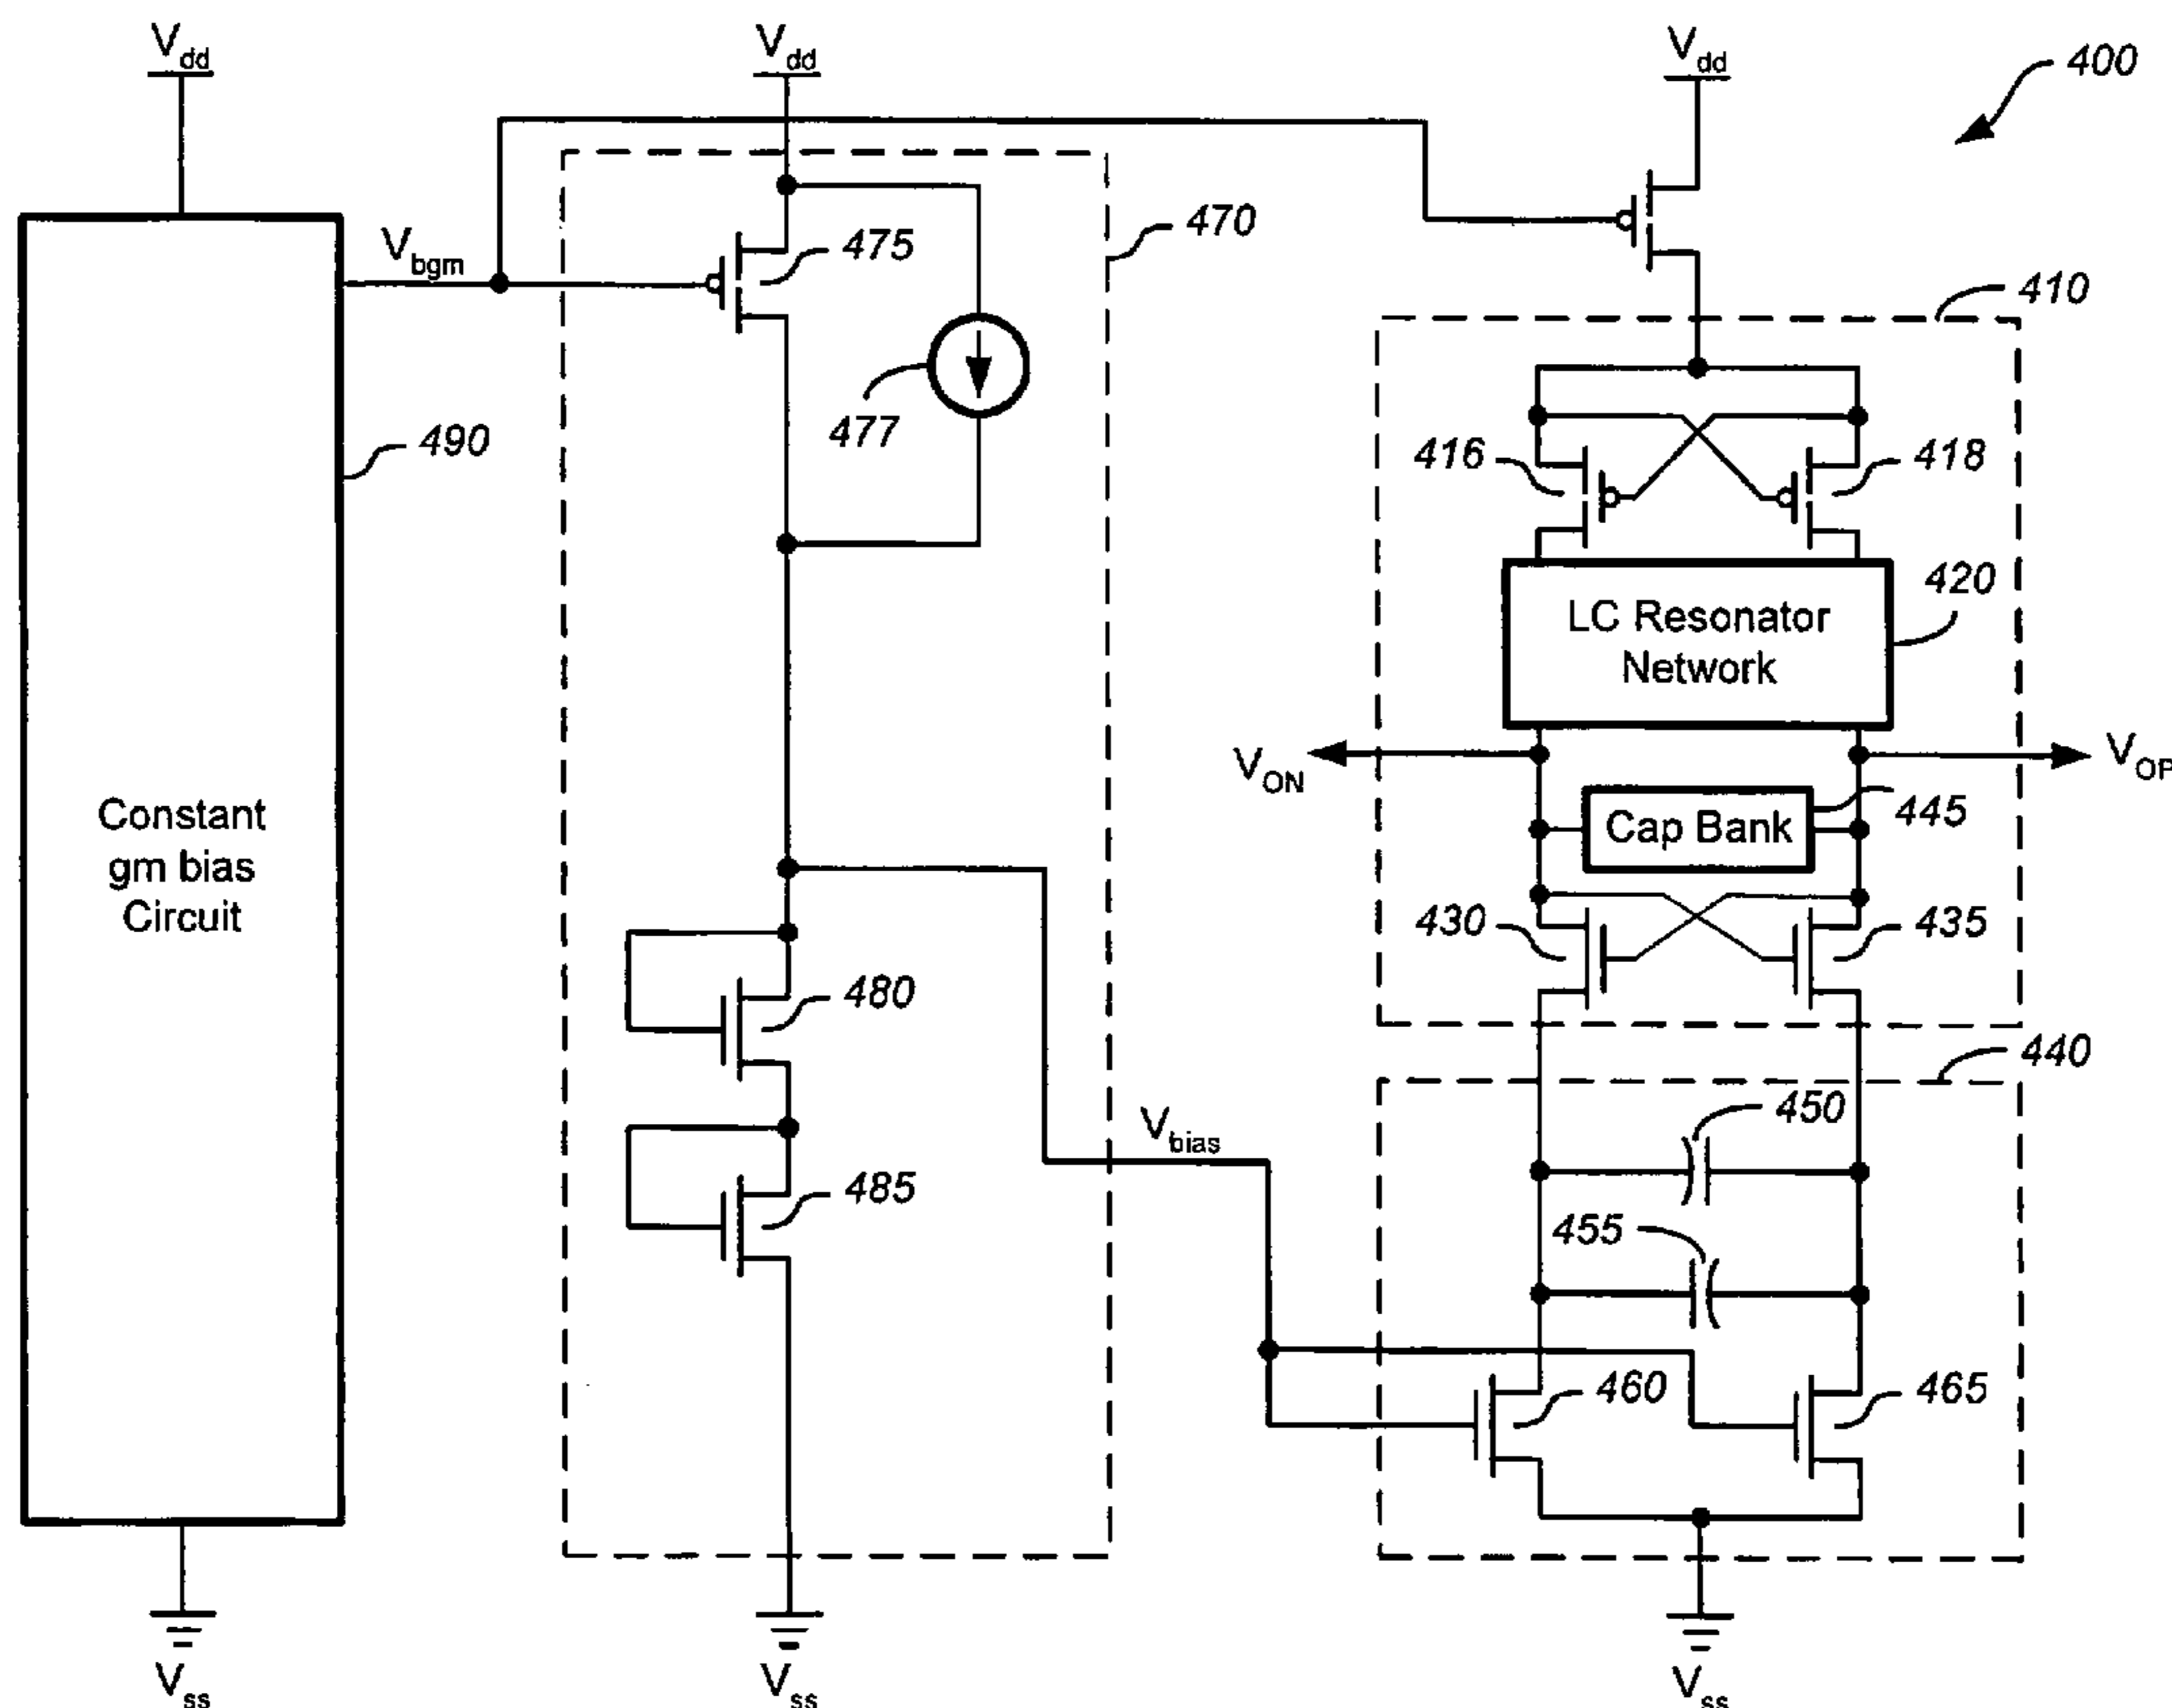 Vdd
Vdd
Vdd
400
Vbgm
475
470
410
477
490
416
418
420
LC Resonator
Network
VON
VOP
Cap Bank
445
Constant
gm bias
Circuit
430
435
480
440
450
Vbias
485
455
460
465
Vss
Vss
Vss